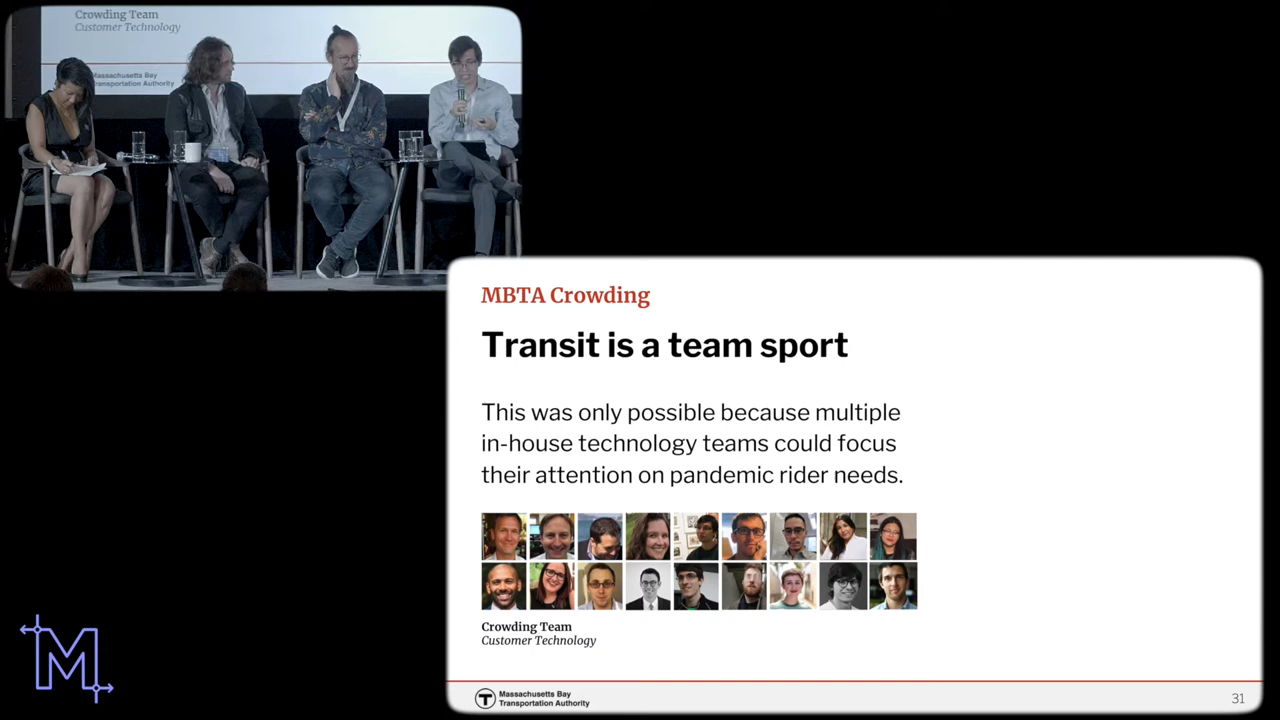 Crowding Team
Customer Technology
Massachusetts Bay
Transportation Authority
MBTA Crowding
Transit is a team sport
This was only possible because multiple
in-house technology teams could focus
their attention on pandemic rider needs.
Crowding Team
Customer Technology
M
T
Massachusetts Bay
Transportation Authority
31